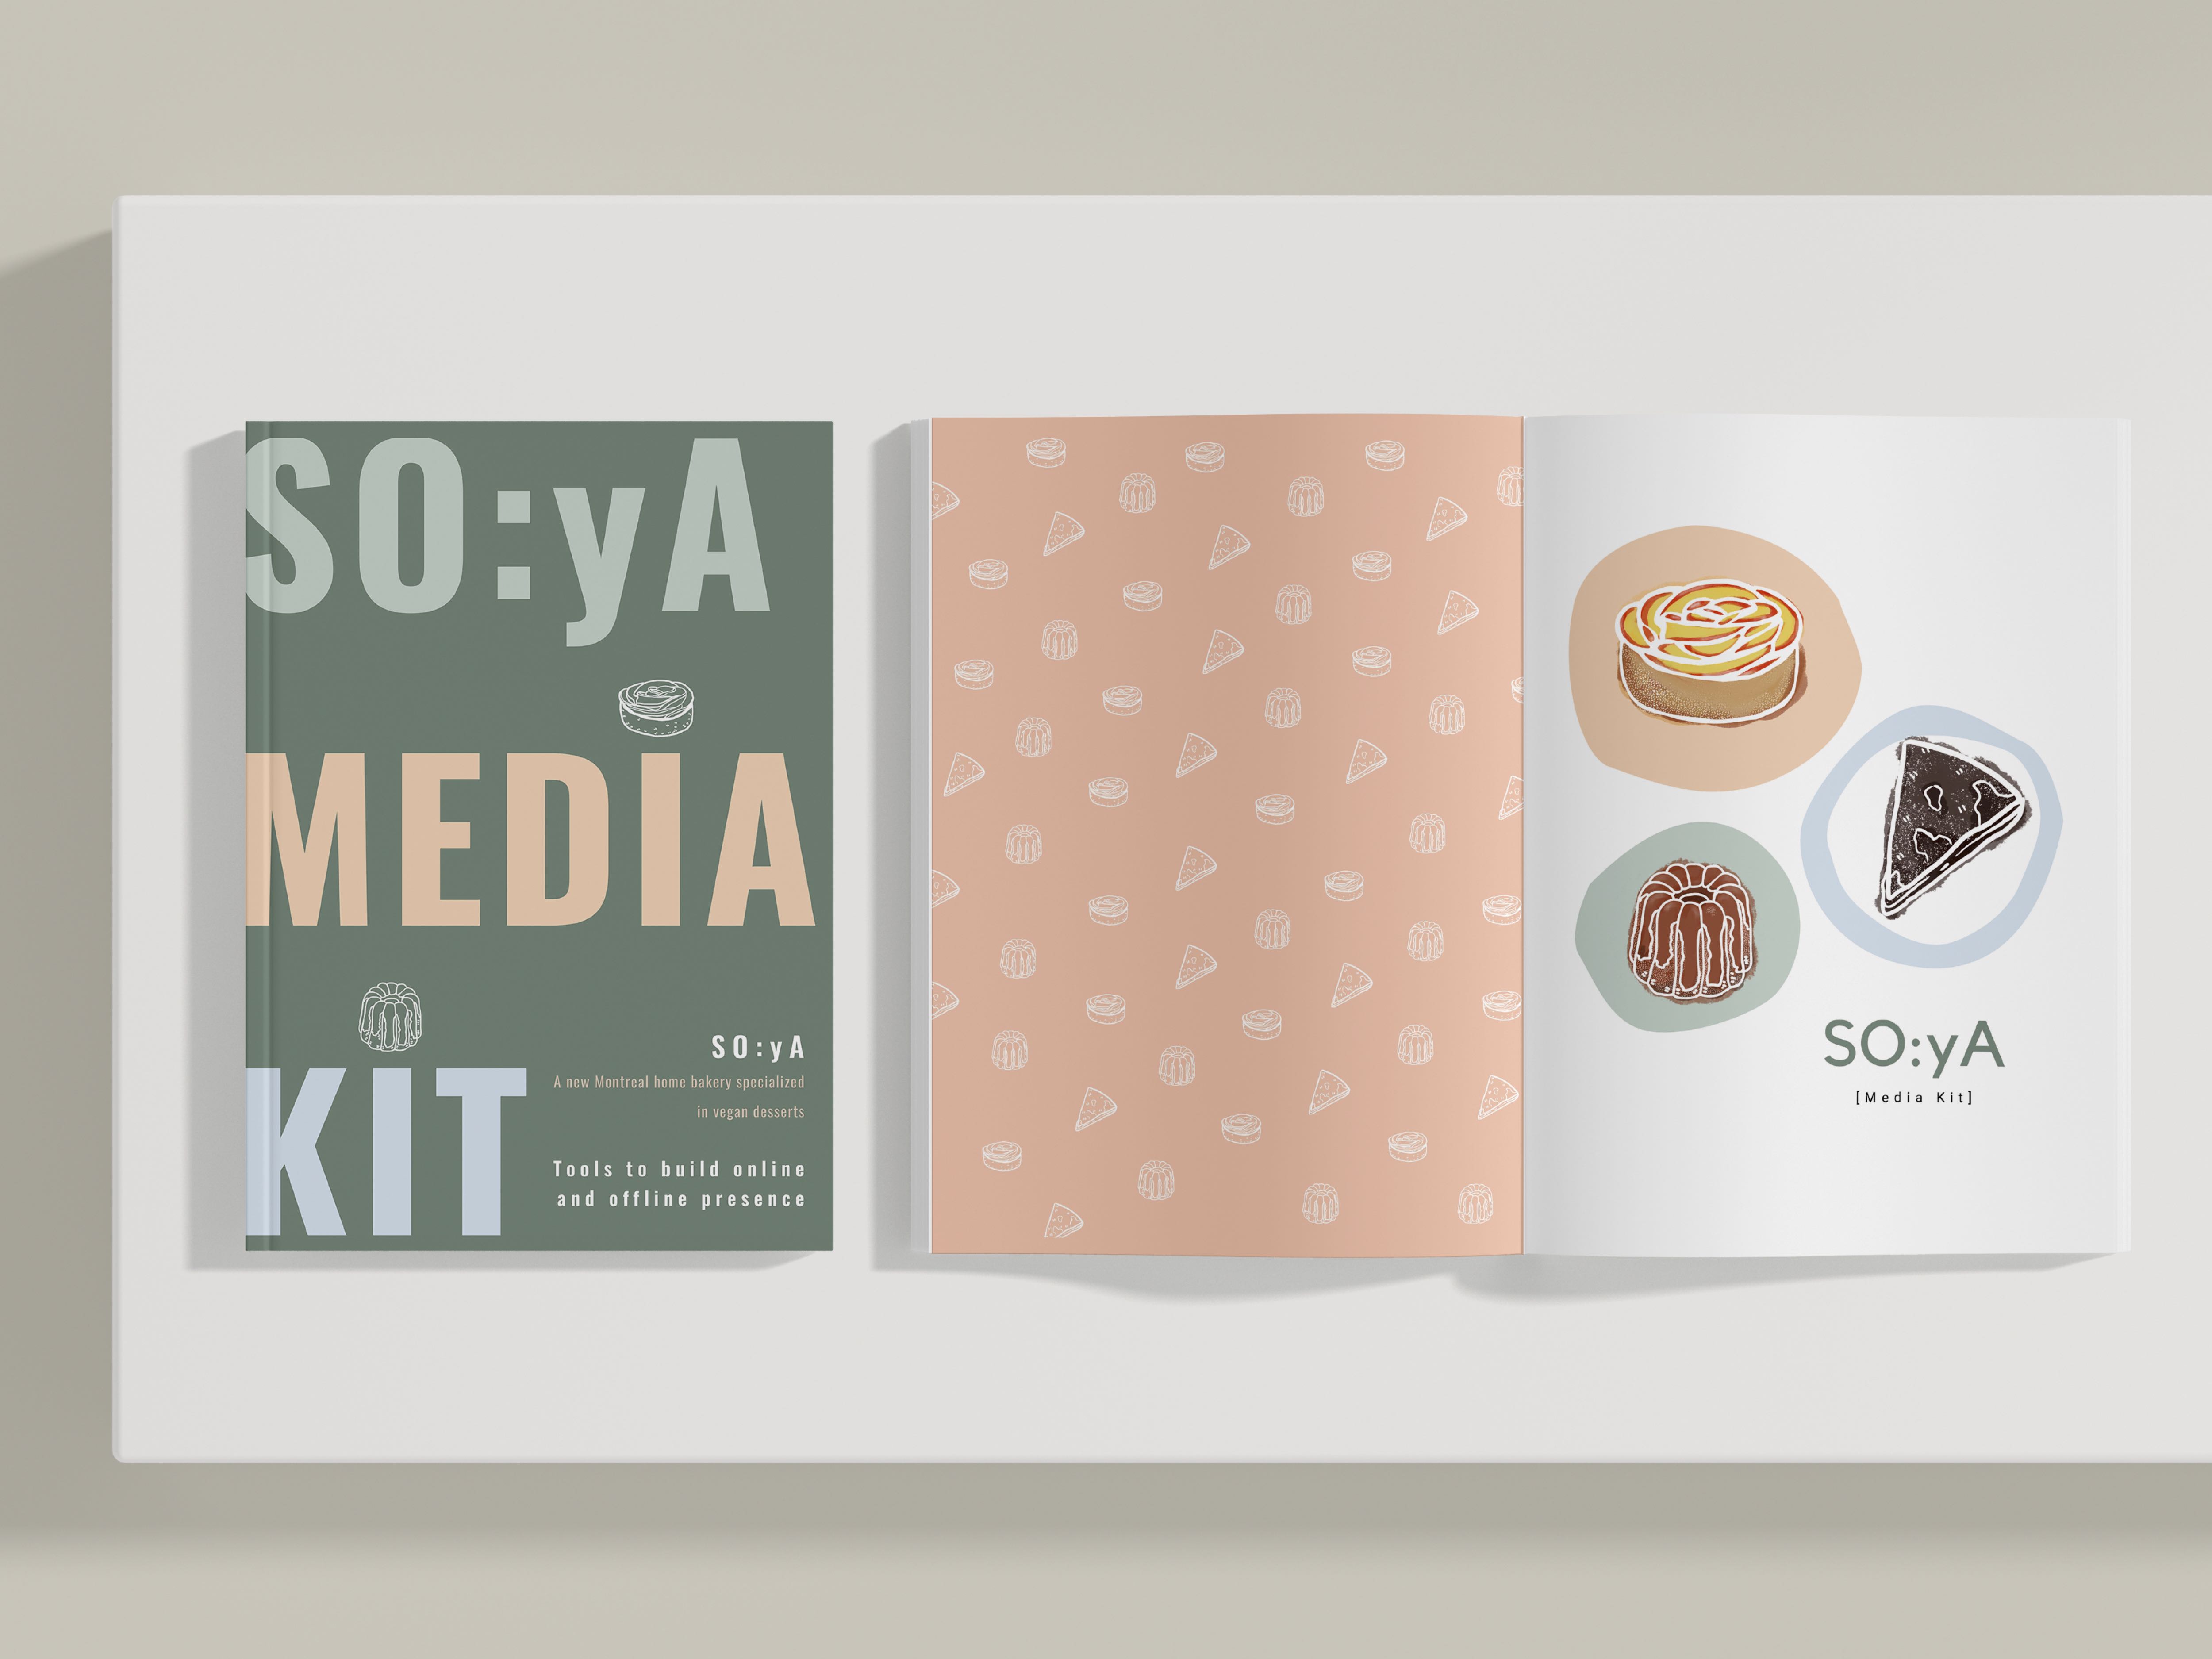 SO:yA
MEDIA
KIT
SO:yA
A new Montreal home bakery specialized
in vegan desserts
Tools to build online
and offline presence
SO:yA
[Media Kit]